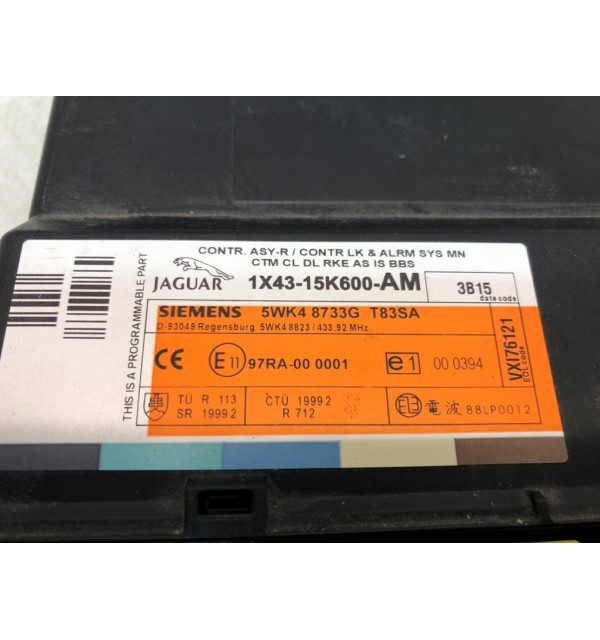 CONTR. ASY-R / CONTR LK & ALRM SYS MN
CTM CL DL RKE AS IS BBS
JAGUAR 1X43-15K600-AM
3B15
date code
SIEMENS 5WK4 8733G T83SA
D-93049 Regensburg 5WK4 8823 / 433,92 MHz
CE E11 97RA-00 0001 e1 00 0394
VXI76121
EOL code
TÜ R 113
SR 1999 2
ČTÚ 1999 2
R 712
電波 88LP0012
THIS IS A PROGRAMMABLE PART